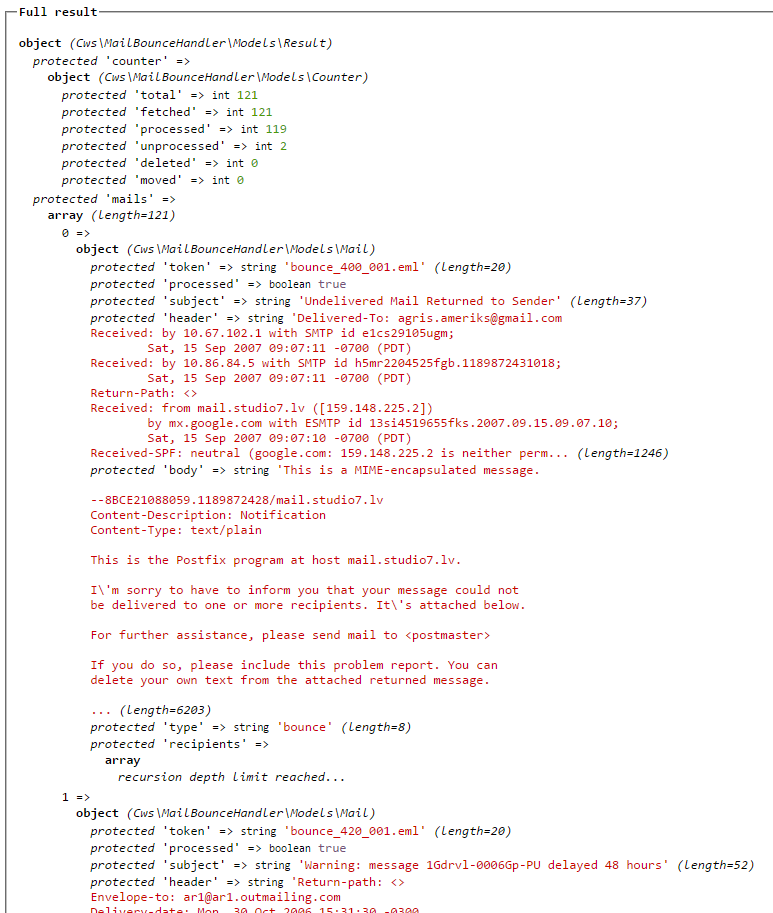 Full result
object (Cws\MailBounceHandler\Models\Result)
protected 'counter' =>
object (Cws\MailBounceHandler\Models\Counter)
protected 'total' => int 121
protected 'fetched' => int 121
protected 'processed' => int 119
protected 'unprocessed' => int 2
protected 'deleted' => int 0
protected 'moved' => int 0
protected 'mails' =>
array (length=121)
0 =>
object (Cws\MailBounceHandler\Models\Mail)
protected 'token' => string 'bounce_400_001.eml' (length=20)
protected 'processed' => boolean true
protected 'subject' => string 'Undelivered Mail Returned to Sender' (length=37)
protected 'header' => string 'Delivered-To: agris.ameriks@gmail.com
Received: by 10.67.102.1 with SMTP id e1cs29105ugm;
Sat, 15 Sep 2007 09:07:11 -0700 (PDT)
Received: by 10.86.84.5 with SMTP id h5mr2204525fgb.1189872431018;
Sat, 15 Sep 2007 09:07:11 -0700 (PDT)
Return-Path: <>
Received: from mail.studio7.lv ([159.148.225.2])
by mx.google.com with ESMTP id 13si4519655fks.2007.09.15.09.07.10;
Sat, 15 Sep 2007 09:07:10 -0700 (PDT)
Received-SPF: neutral (google.com: 159.148.225.2 is neither perm... (length=1246)
protected 'body' => string 'This is a MIME-encapsulated message.
--8BCE21088059.1189872428/mail.studio7.lv
Content-Description: Notification
Content-Type: text/plain
This is the Postfix program at host mail.studio7.lv.
I\'m sorry to have to inform you that your message could not
be delivered to one or more recipients. It\'s attached below.
For further assistance, please send mail to <postmaster>
If you do so, please include this problem report. You can
delete your own text from the attached returned message.
... (length=6203)
protected 'type' => string 'bounce' (length=8)
protected 'recipients' =>
array
recursion depth limit reached...
1 =>
object (Cws\MailBounceHandler\Models\Mail)
protected 'token' => string 'bounce_420_001.eml' (length=20)
protected 'processed' => boolean true
protected 'subject' => string 'Warning: message 1Gdrvl-0006Gp-PU delayed 48 hours' (length=52)
protected 'header' => string 'Return-path: <>
Envelope-to: ar1@ar1.outmailing.com
Delivery-date: Mon, 30 Oct 2006 15:31:30 -0300